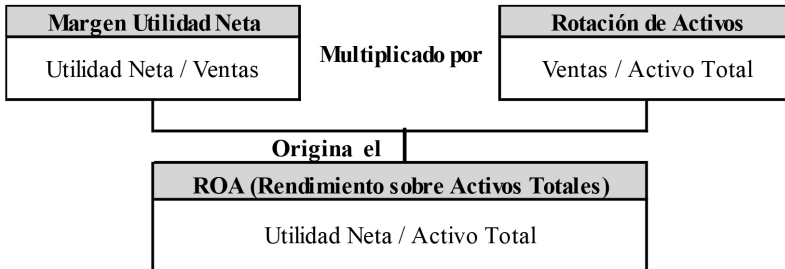 Margen Utilidad Neta
Utilidad Neta / Ventas
Multiplicado por
Rotación de Activos
Ventas / Activo Total
Origina el
ROA (Rendimiento sobre Activos Totales)
Utilidad Neta / Activo Total